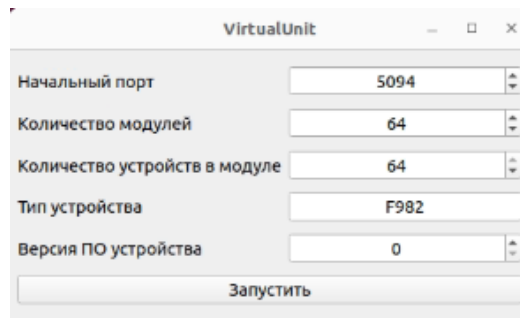 VirtualUnit
Начальный порт 5094
Количество модулей 64
Количество устройств в модуле 64
Тип устройства F982
Версия ПО устройства 0
Запустить